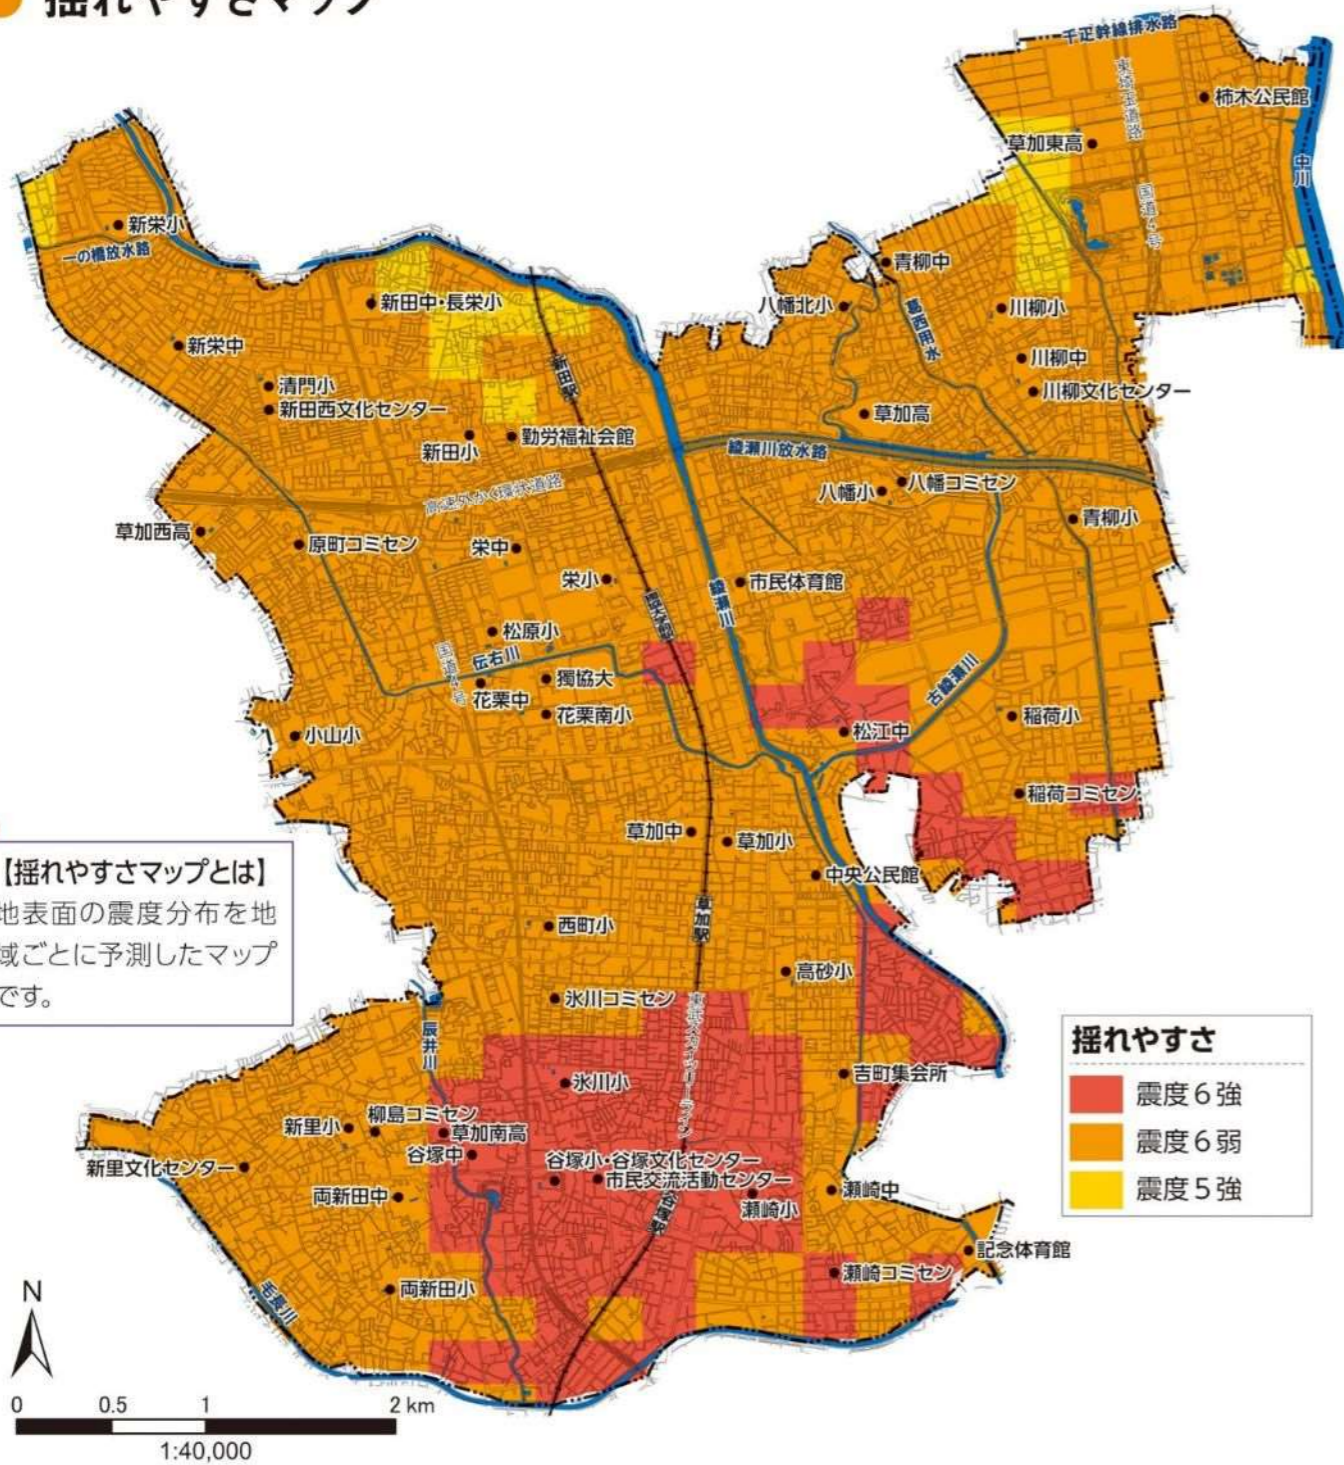 揺れやすさマップ
千疋幹線排水路
東埼玉道路
柿木公民館
草加東高
中川
国道4号
新栄小
一の橋放水路
青柳中
新田中・長栄小
八幡北小
葛西用水
川柳小
新栄中
新田駅
川柳中
清門小
川柳文化センター
新田西文化センター
草加高
新田小
勤労福祉会館
綾瀬川放水路
高速外かく環状道路
八幡小
八幡コミセン
青柳小
草加西高
原町コミセン
栄中
栄小
市民体育館
綾瀬川
松原小
伝右川
国道4号
獨協大
古綾瀬川
花栗中
花栗南小
稲荷小
小山小
松江中
稲荷コミセン
草加中
草加小
【揺れやすさマップとは】
地表面の震度分布を地
域ごとに予測したマップ
です。
中央公民館
草加駅
西町小
高砂小
氷川コミセン
東武スカイツリーライン
辰井川
氷川小
吉町集会所
柳島コミセン
新里小
草加南高
谷塚中
谷塚小・谷塚文化センター
新里文化センター
市民交流活動センター
両新田中
瀬崎小
瀬崎中
谷塚駅
記念体育館
瀬崎コミセン
両新田小
毛長川
揺れやすさ
震度6強
震度6弱
震度5強
N
0 0.5 1 2 km
1:40,000